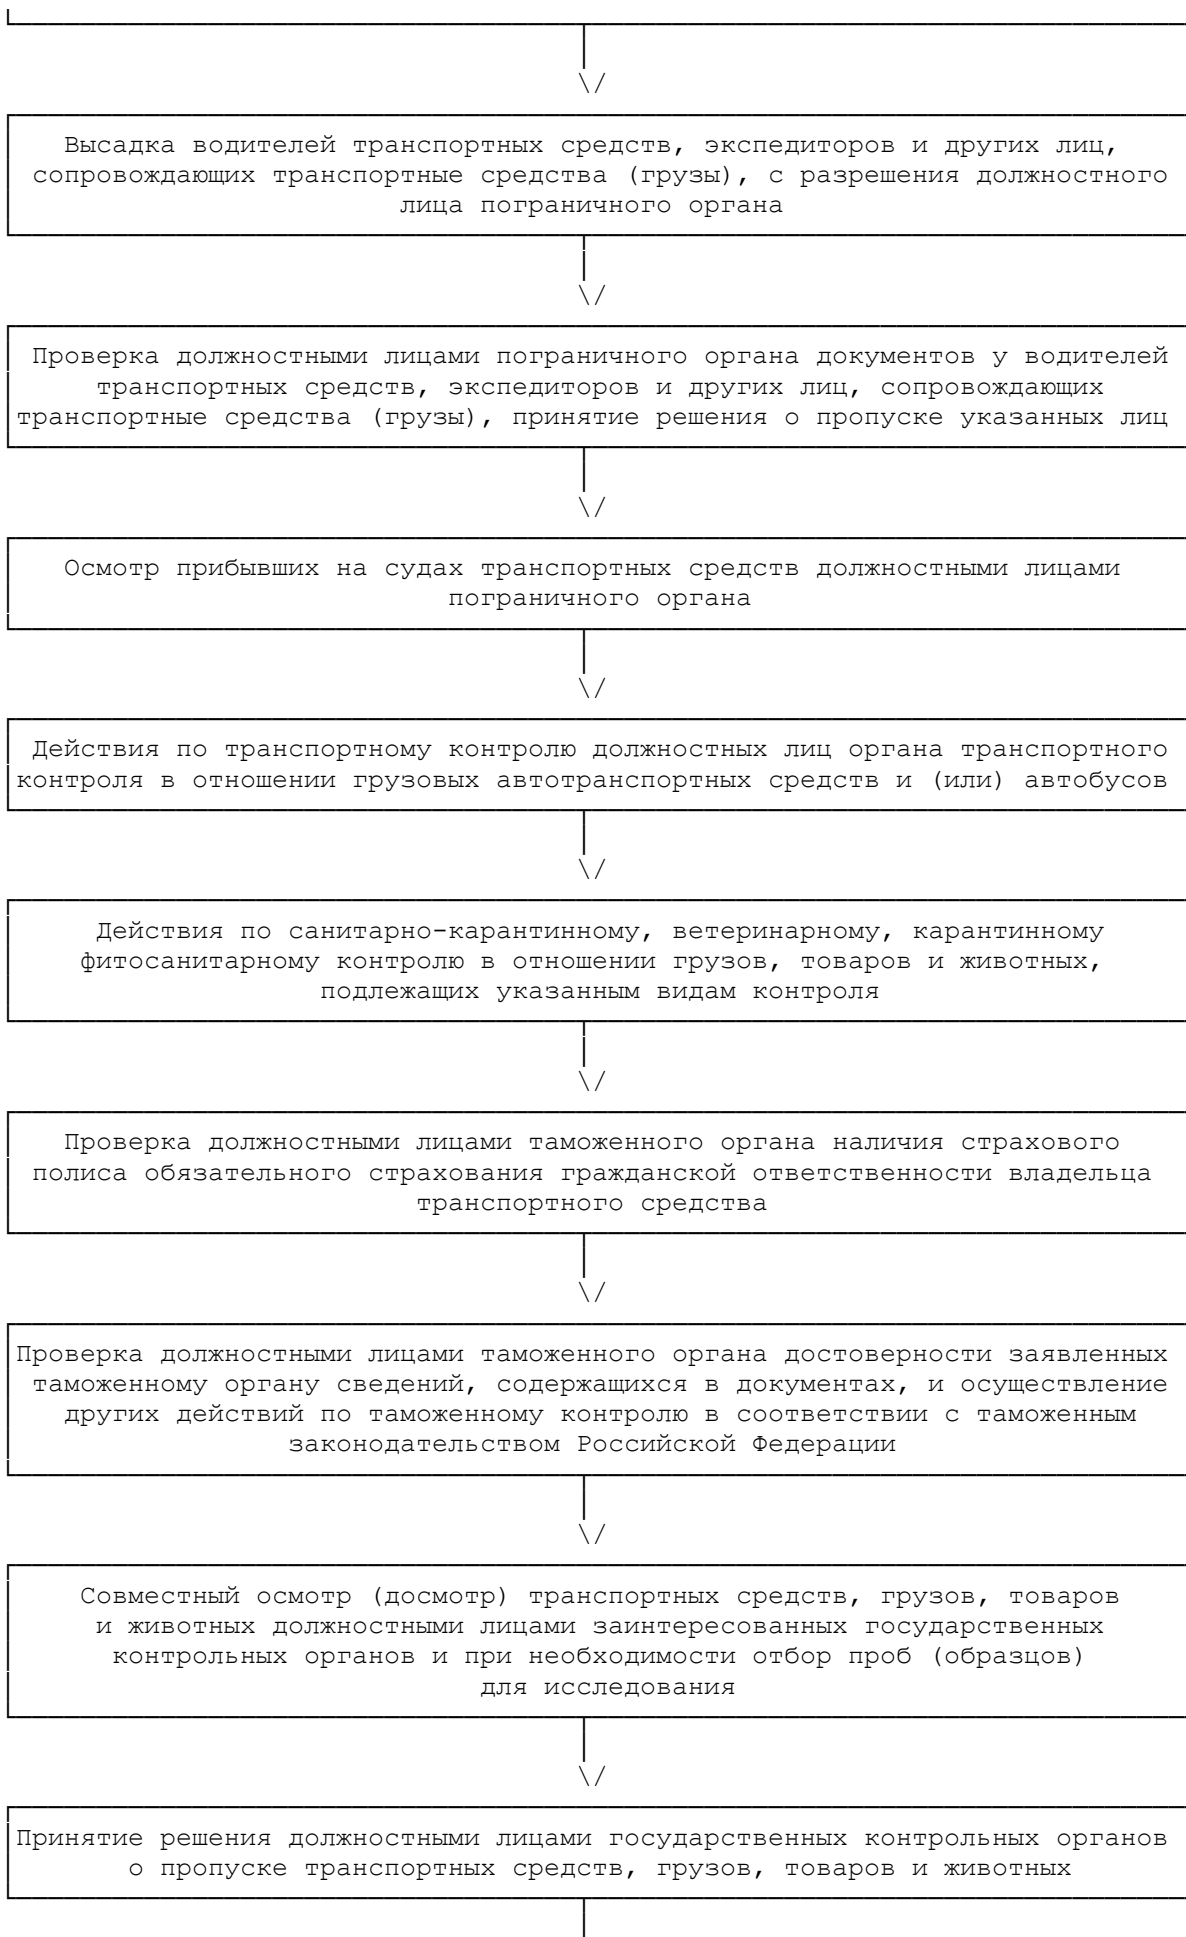 \/
Высадка водителей транспортных средств, экспедиторов и других лиц,
сопровождающих транспортные средства (грузы), с разрешения должностного
лица пограничного органа
\/
Проверка должностными лицами пограничного органа документов у водителей
транспортных средств, экспедиторов и других лиц, сопровождающих
транспортные средства (грузы), принятие решения о пропуске указанных лиц
\/
Осмотр прибывших на судах транспортных средств должностными лицами
пограничного органа
\/
Действия по транспортному контролю должностных лиц органа транспортного
контроля в отношении грузовых автотранспортных средств и (или) автобусов
\/
Действия по санитарно-карантинному, ветеринарному, карантинному
фитосанитарному контролю в отношении грузов, товаров и животных,
подлежащих указанным видам контроля
\/
Проверка должностными лицами таможенного органа наличия страхового
полиса обязательного страхования гражданской ответственности владельца
транспортного средства
\/
Проверка должностными лицами таможенного органа достоверности заявленных
таможенному органу сведений, содержащихся в документах, и осуществление
других действий по таможенному контролю в соответствии с таможенным
законодательством Российской Федерации
\/
Совместный осмотр (досмотр) транспортных средств, грузов, товаров
и животных должностными лицами заинтересованных государственных
контрольных органов и при необходимости отбор проб (образцов)
для исследования
\/
Принятие решения должностными лицами государственных контрольных органов
о пропуске транспортных средств, грузов, товаров и животных